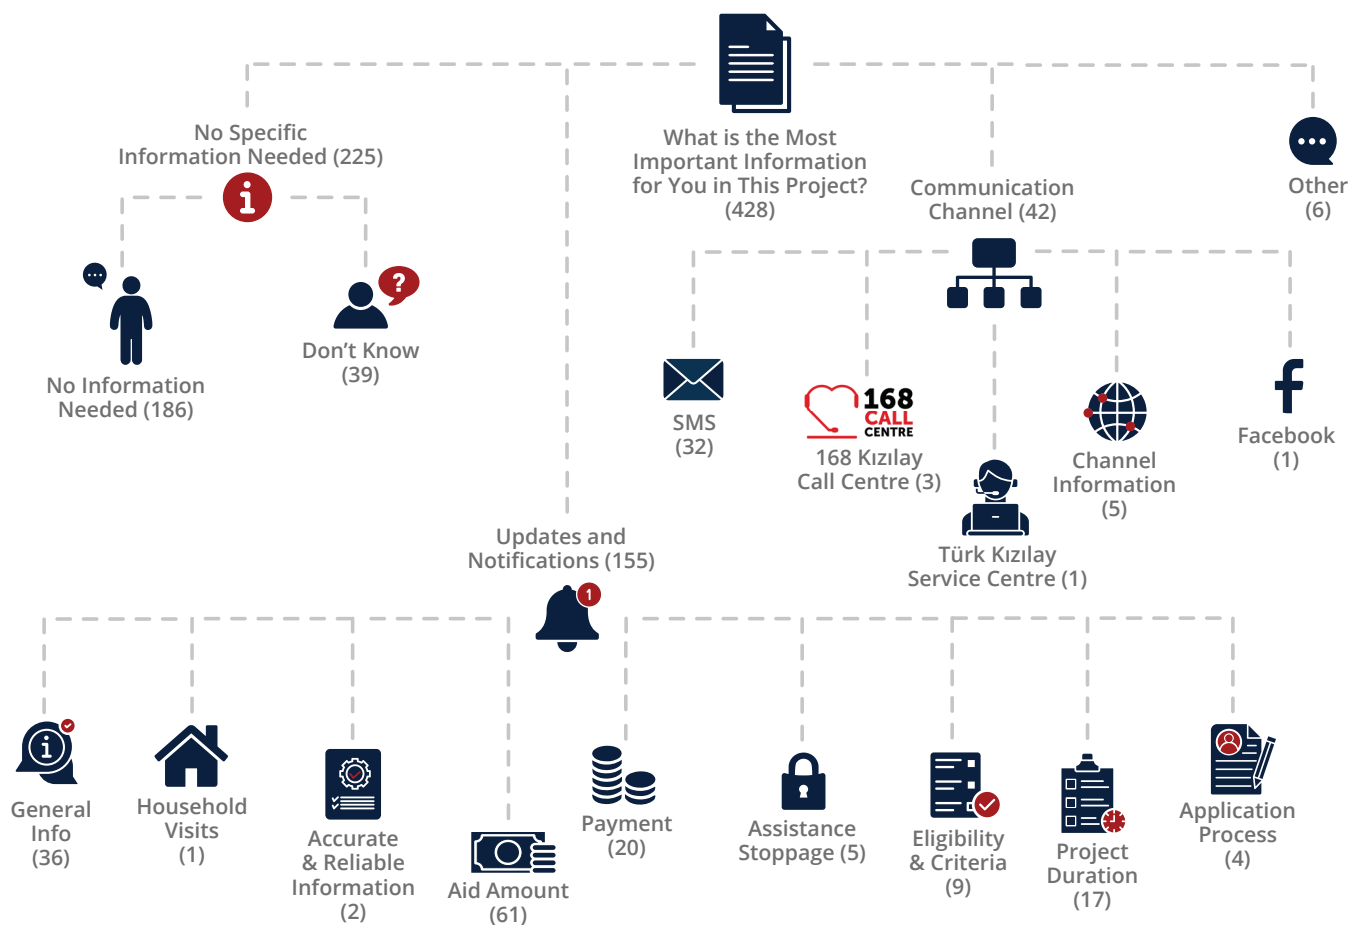 What is the Most
Important Information
for You in This Project?
(428)
No Specific
Information Needed (225)
No Information
Needed (186)
?
Don't Know
(39)
Communication
Channel (42)
Other
(6)
SMS
(32)
168
CALL
CENTRE
168 Kızılay
Call Centre (3)
Türk Kızılay
Service Centre (1)
Channel
Information
(5)
Facebook
(1)
Updates and
Notifications (155)
1
General
Info
(36)
Household
Visits
(1)
Accurate
& Reliable
Information
(2)
Aid Amount
(61)
Payment
(20)
Assistance
Stoppage (5)
Eligibility
& Criteria
(9)
Project
Duration
(17)
Application
Process
(4)